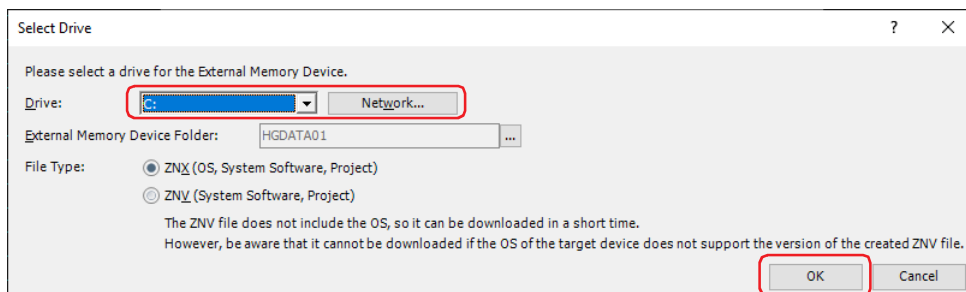 Select Drive
Please select a drive for the External Memory Device.
Drive: C: Network...
External Memory Device Folder: HGDATA01 ...
File Type: ZNX (OS, System Software, Project)
ZNV (System Software, Project)
The ZNV file does not include the OS, so it can be downloaded in a short time.
However, be aware that it cannot be downloaded if the OS of the target device does not support the version of the created ZNV file.
OK Cancel